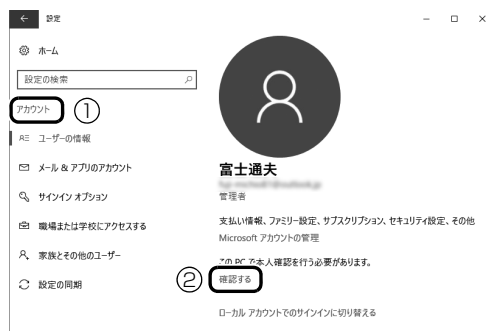 設定
ホーム
設定の検索
アカウント
①
ユーザーの情報
メール & アプリのアカウント
サインイン オプション
職場または学校にアクセスする
家族とその他のユーザー
設定の同期
富士通夫
管理者
支払い情報、ファミリー設定、サブスクリプション、セキュリティ設定、その他
Microsoft アカウントの管理
この PC で本人確認を行う必要があります。
②
確認する
ローカル アカウントでのサインインに切り替える